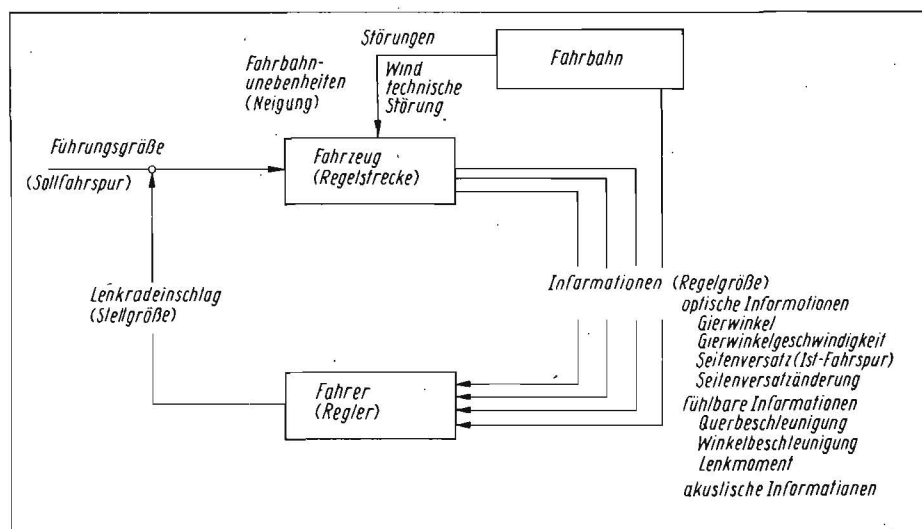 Störungen
Fahrbahn
Fahrbahn-
unebenheiten
(Neigung)
Wind
technische
Störung
Führungsgröße
(Sollfahrspur)
Fahrzeug
(Regelstrecke)
Lenkradeinschlag
(Stellgröße)
Informationen (Regelgröße)
optische Informationen
Gierwinkel
Gierwinkelgeschwindigkeit
Seitenversatz (Ist-Fahrspur)
Seitenversatzänderung
fühlbare Informationen
Querbeschleunigung
Winkelbeschleunigung
Lenkmoment
akustische Informationen
Fahrer
(Regler)